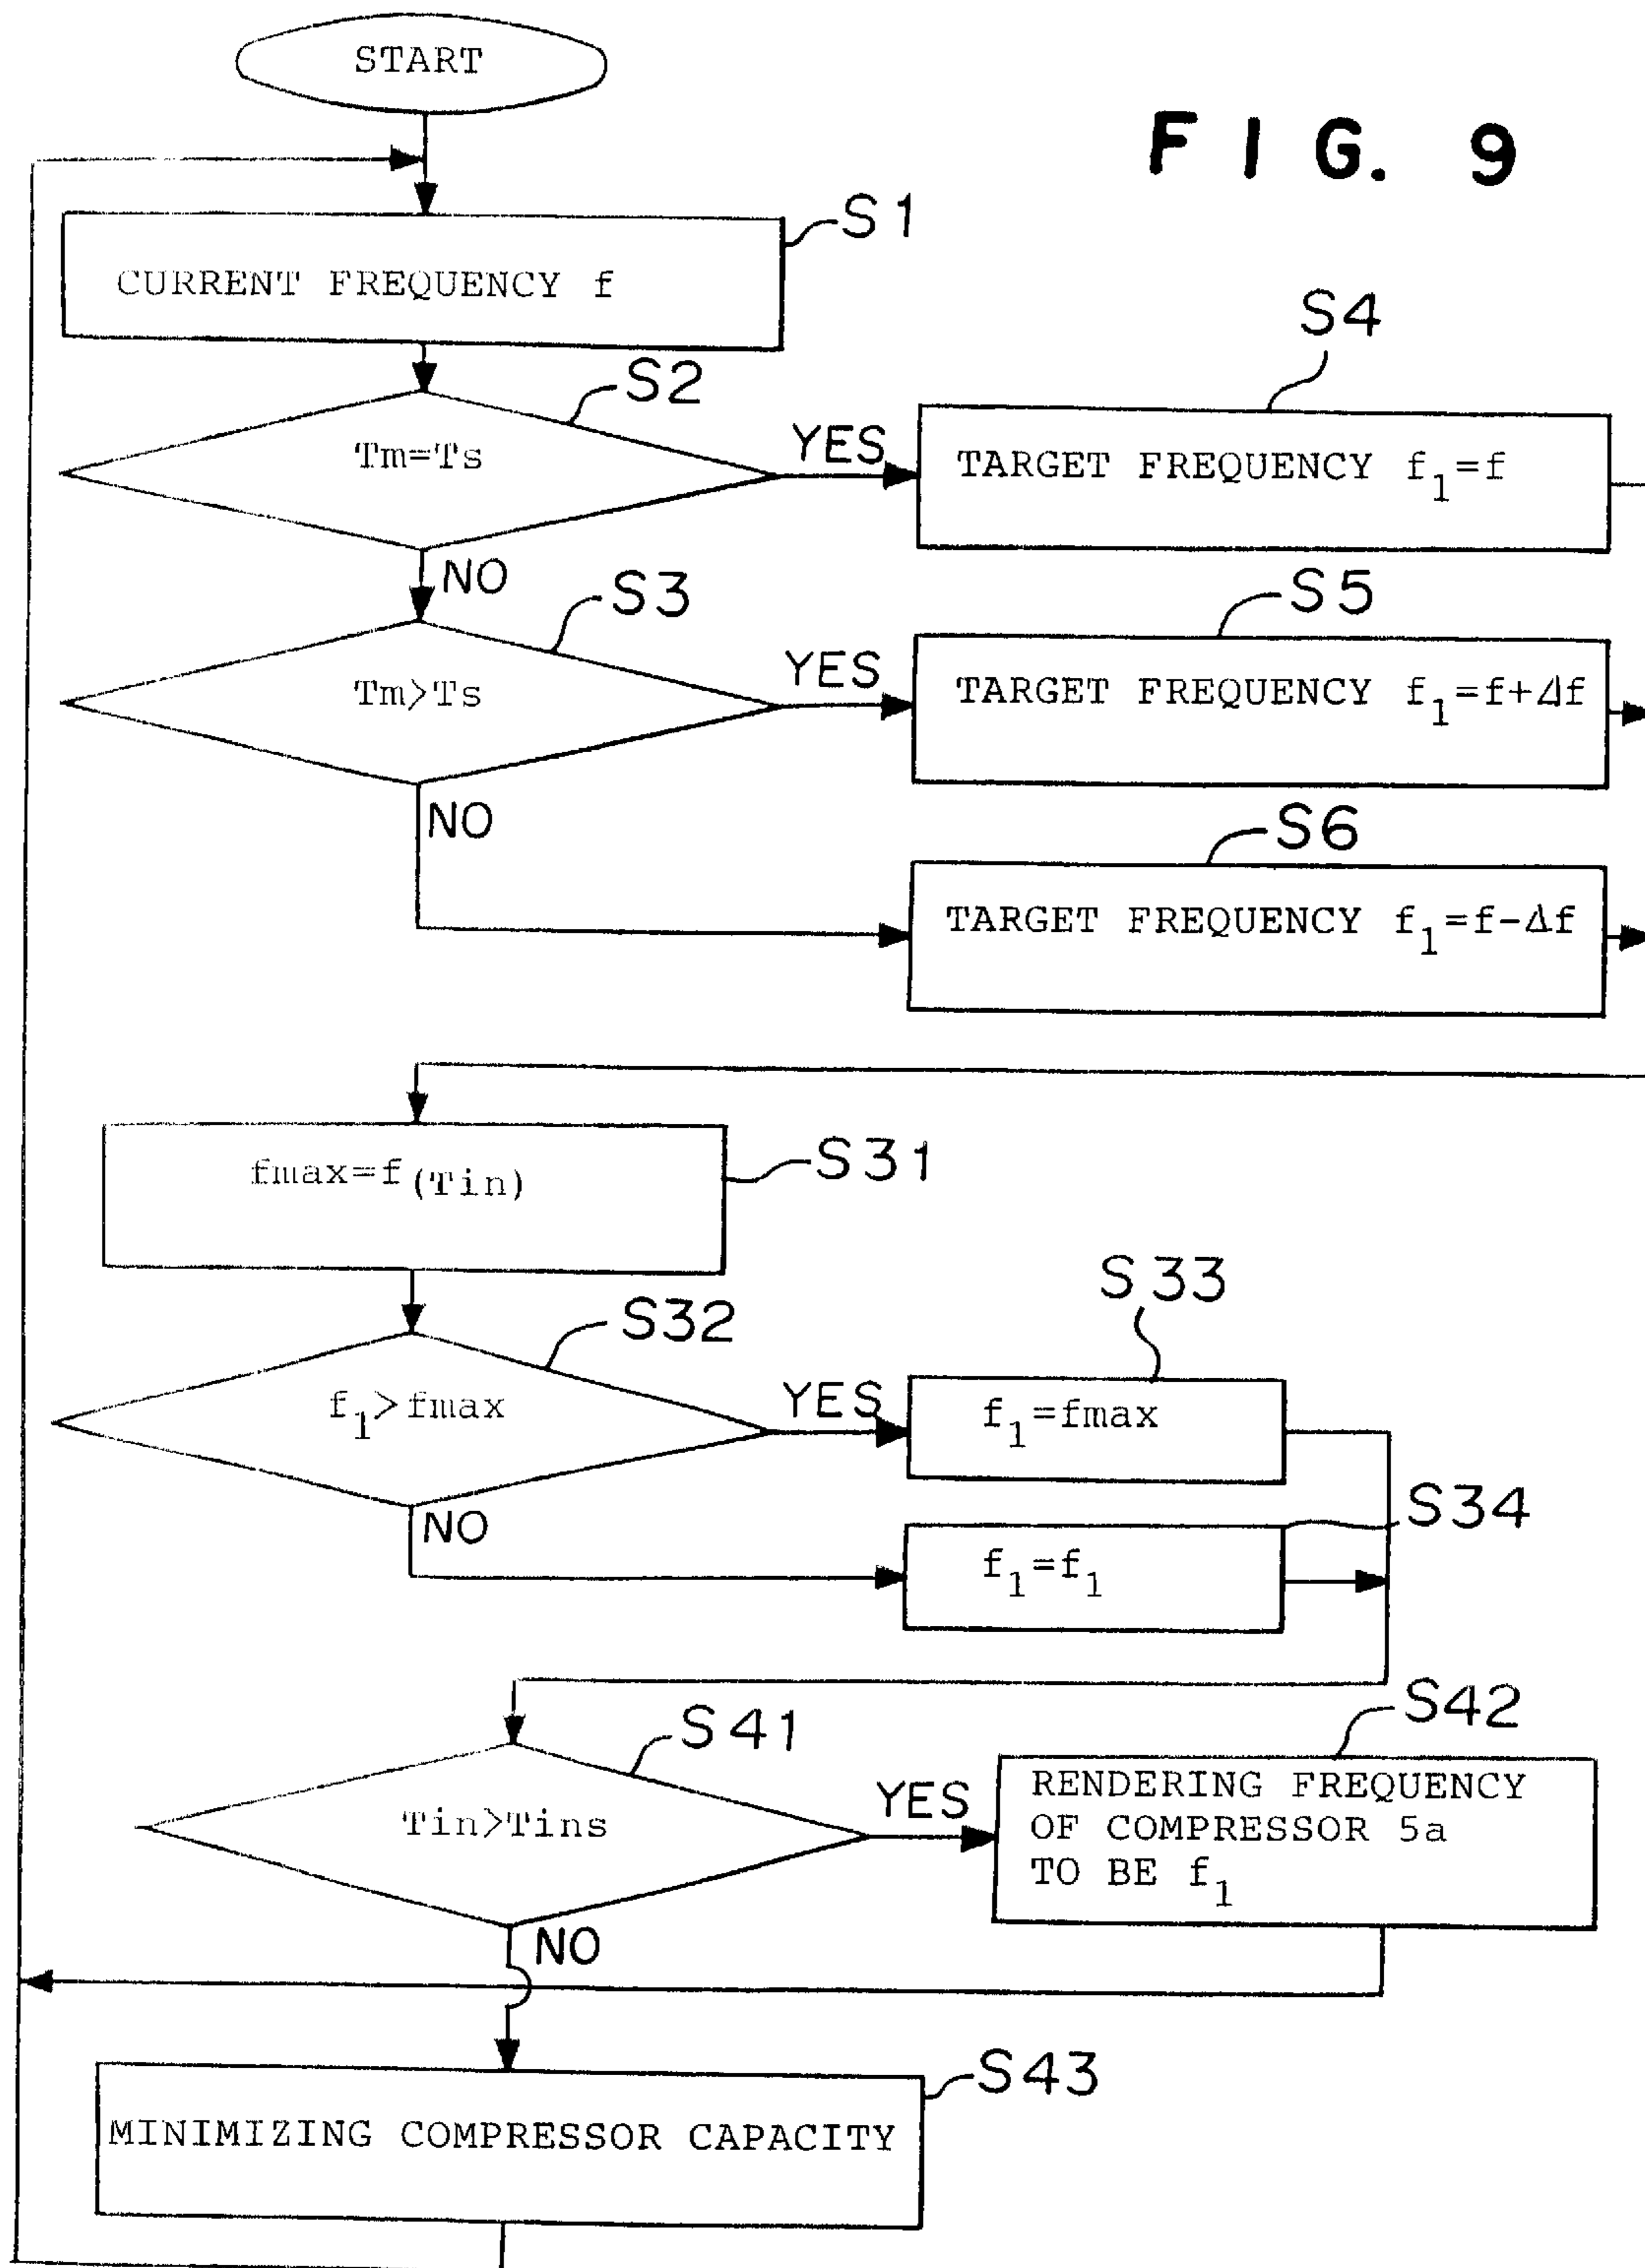 START
FIG. 9
S1
CURRENT FREQUENCY f
S2
Tm=Ts
YES
S4
TARGET FREQUENCY f₁=f
NO
S3
Tm>Ts
YES
S5
TARGET FREQUENCY f₁=f+Δf
NO
S6
TARGET FREQUENCY f₁=f-Δf
fmax=f(Tin)
S31
S32
f₁>fmax
YES
S33
f₁=fmax
NO
S34
f₁=f₁
S41
Tin>Tins
YES
S42
RENDERING FREQUENCY
OF COMPRESSOR 5a
TO BE f₁
NO
S43
MINIMIZING COMPRESSOR CAPACITY